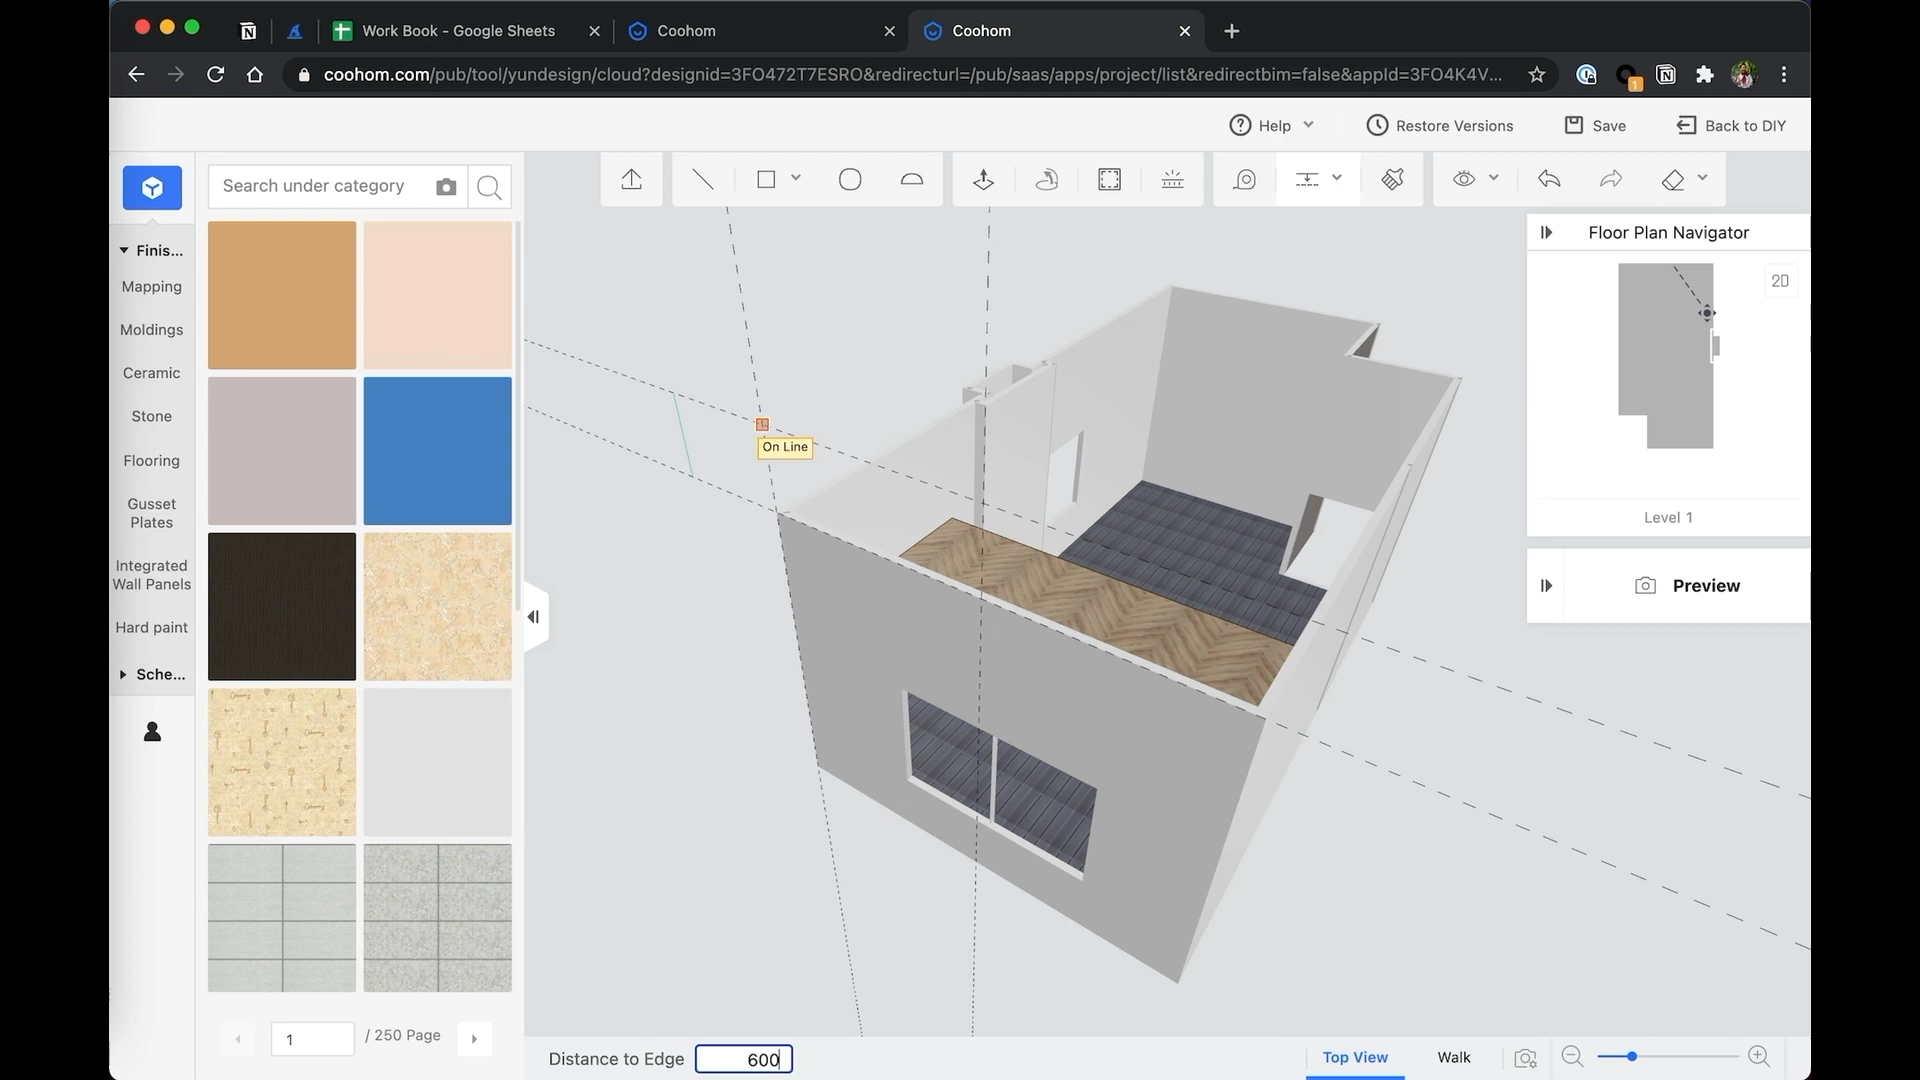 Work Book - Google Sheets
Coohom
Coohom
coohom.com/pub/tool/yundesign/cloud?designid=3FO472T7ESRO&redirecturl=/pub/saas/apps/project/list&redirectbim=false&appId=3FO4K4V...
1
Help
Restore Versions
Save
Back to DIY
Search under category
Finis...
Mapping
Moldings
Ceramic
Stone
Flooring
Gusset
Plates
Integrated
Wall Panels
Hard paint
Sche...
On Line
Floor Plan Navigator
2D
Level 1
Preview
1
/ 250 Page
Distance to Edge
600
Top View
Walk